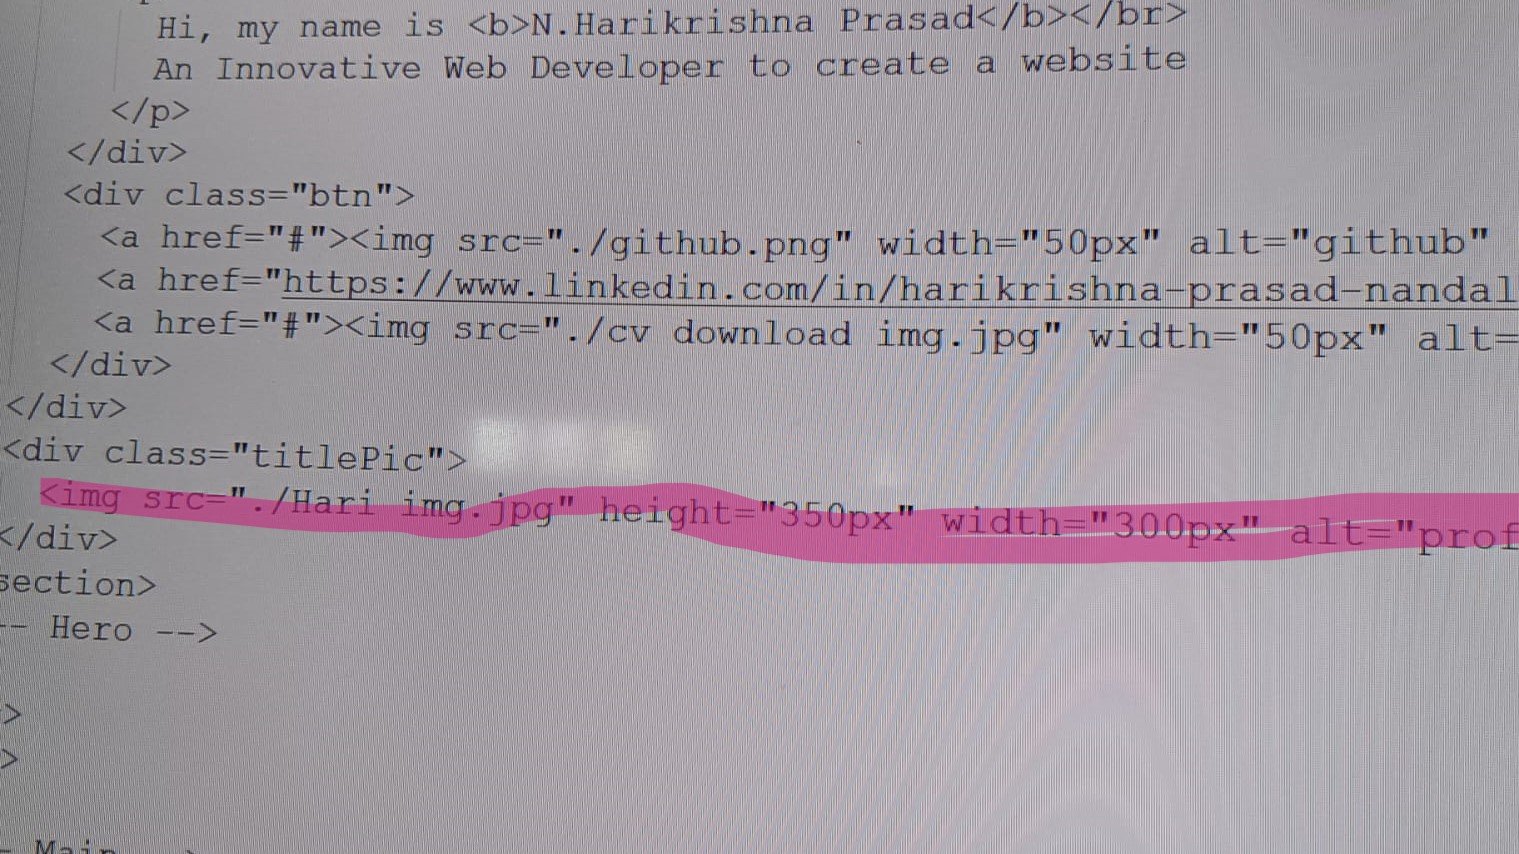 Hi, my name is <b>N.Harikrishna Prasad</b></br>
An Innovative Web Developer to create a website
</p>
</div>
<div class="btn">
<a href="#"><img src="./github.png" width="50px" alt="github"
<a href="https://www.linkedin.com/in/harikrishna-prasad-nandal
<a href="#"><img src="./cv download img.jpg" width="50px" alt=
</div>
</div>
<div class="titlePic">
<img src="./Hari img.jpg" height="350px" width="300px" alt="prof
</div>
section>
-- Hero -->
>
>
Main